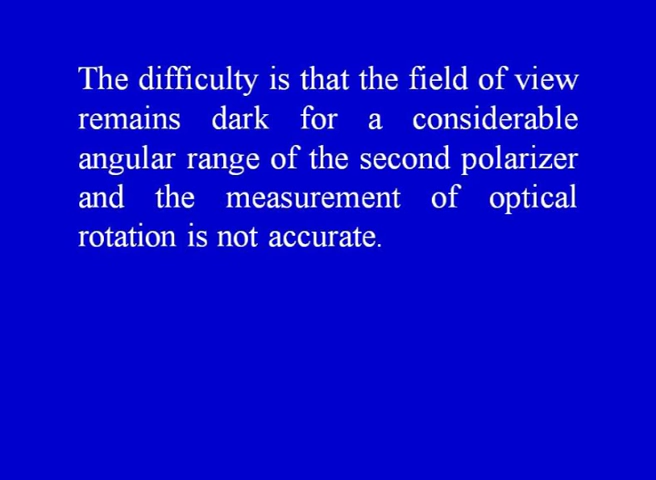 The difficulty is that the field of view
remains dark for a considerable
angular range of the second polarizer
and the measurement of optical
rotation is not accurate.